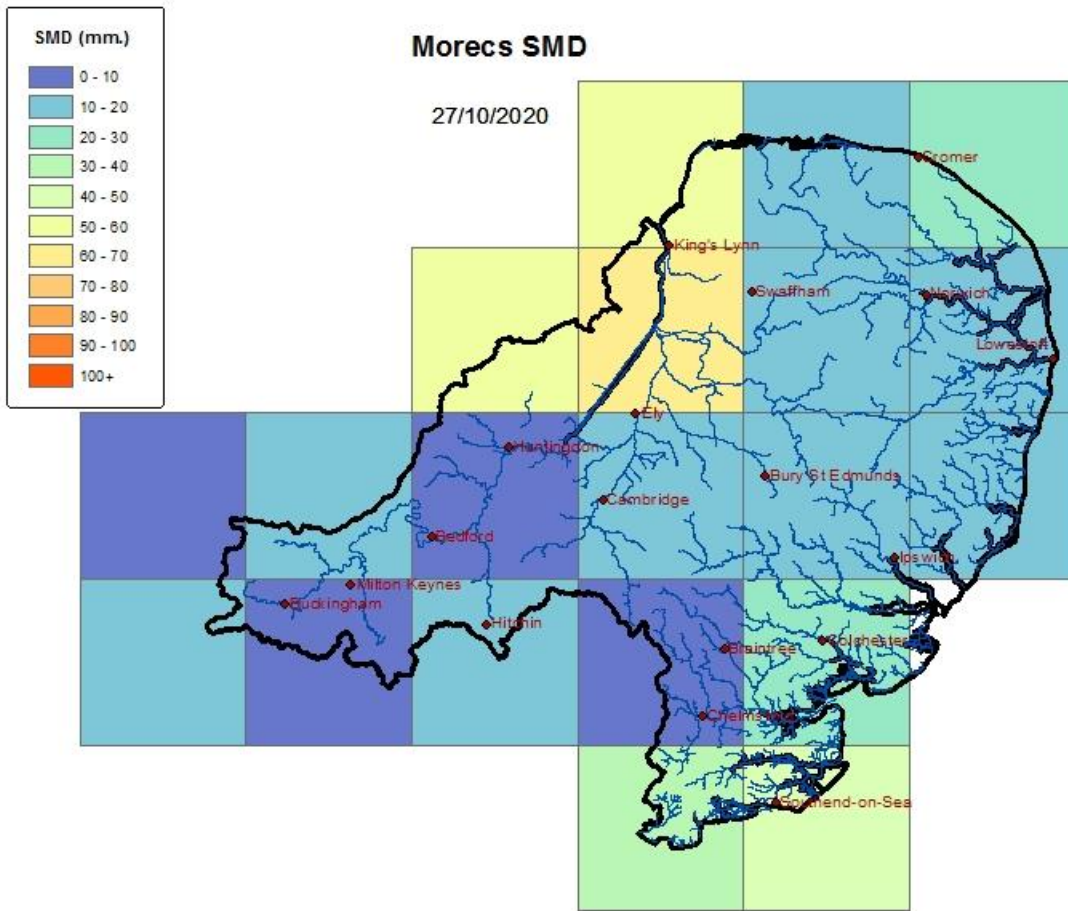 SMD (mm.)
0 - 10
10 - 20
20 - 30
30 - 40
40 - 50
50 - 60
60 - 70
70 - 80
80 - 90
90 - 100
100+
Morecs SMD
27/10/2020
Cromer
King's Lynn
Swaffham
Norwich
Lowestoft
Ely
Huntingdon
Bury St Edmunds
Cambridge
Bedford
Ipswich
Milton Keynes
Buckingham
Hitchin
Colchester
Braintree
Chelmsford
Southend-on-Sea